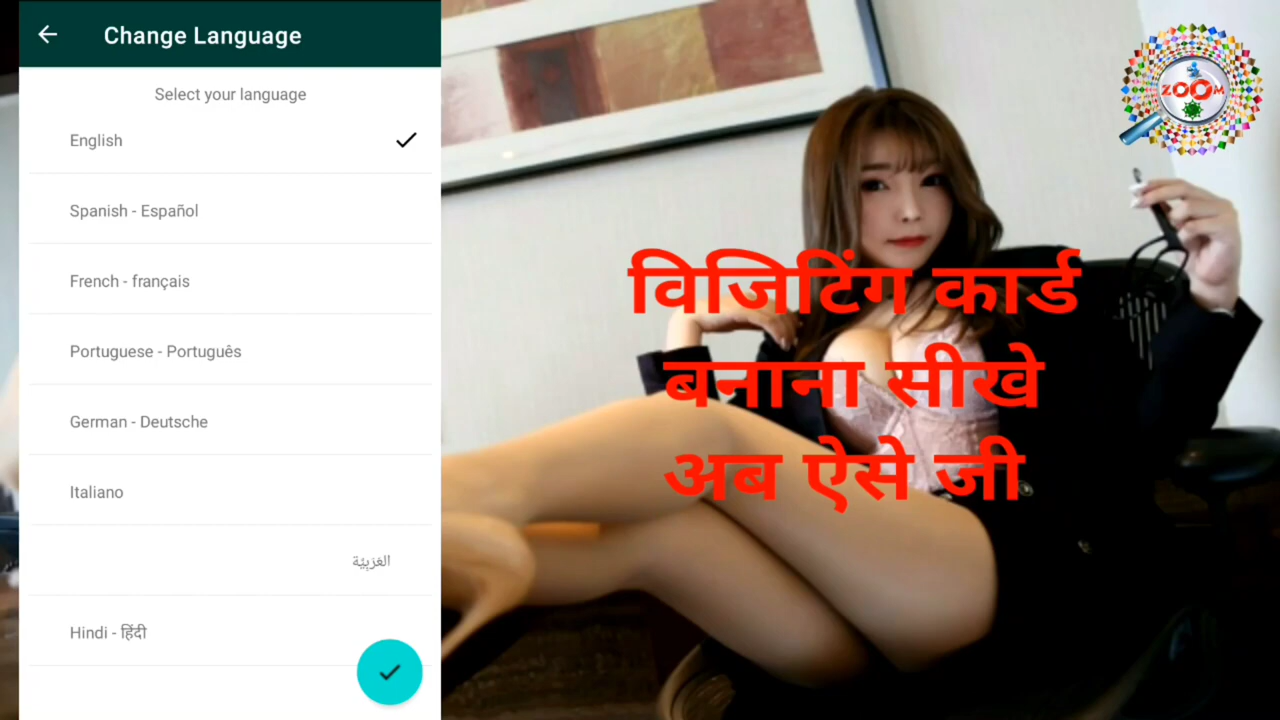 Change Language
Select your language
English
Spanish - Español
French - français
Portuguese - Português
German - Deutsche
Italiano
العَرَبِيَّة
Hindi - हिंदी
ZOOM
विजिटिंग कार्ड
बनाना सीखे
अब ऐसे जी